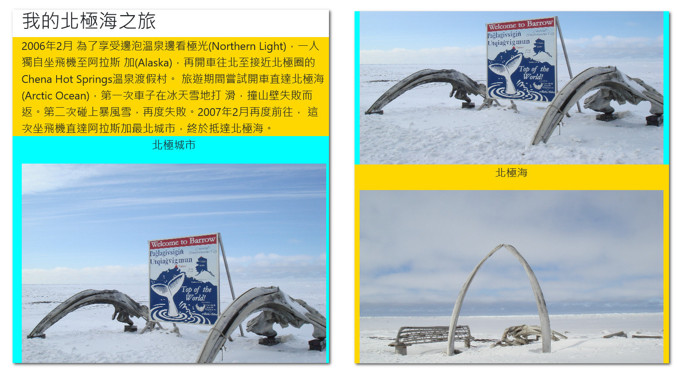 我的北極海之旅
2006年2月 為了享受邊泡溫泉邊看極光(Northern Light)，一人
獨自坐飛機至阿拉斯 加(Alaska)，再開車往北至接近北極圈的
Chena Hot Springs溫泉渡假村。 旅遊期間嘗試開車直達北極海
(Arctic Ocean)，第一次車子在冰天雪地打 滑，撞山壁失敗而
返。第二次碰上暴風雪，再度失敗。2007年2月再度前往， 這
次坐飛機直達阿拉斯加最北城市，終於抵達北極海。
北極城市
Welcome to Barrow
Paġlagivsigiñ
Utqiaġvigmun
Top of the
World!
Welcome to Barrow
Paġlagivsigiñ
Utqiaġvigmun
Top of the
World!
北極海